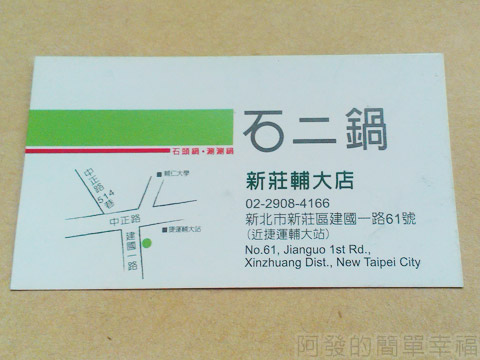 石二鍋
石頭鍋・涮涮鍋
新莊輔大店
02-2908-4166
新北市新莊區建國一路61號
(近捷運輔大站)
No.61, Jianguo 1st Rd.,
Xinzhuang Dist., New Taipei City
中正路514巷
輔仁大學
中正路
捷運輔大站
建國一路
阿發的簡單幸福